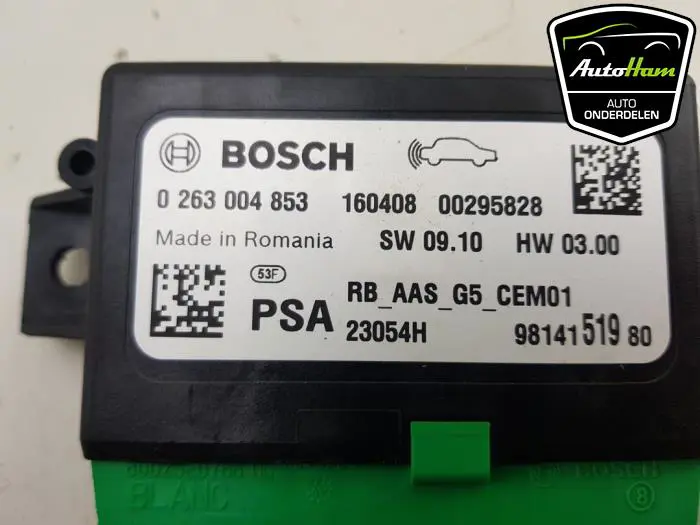 AutoHam
AUTO
ONDERDELEN
BOSCH
0 263 004 853 160408 00295828
Made in Romania SW 09.10 HW 03.00
53F
PSA
RB_AAS_G5_CEM01
23054H 98141 519 80
BLANC
BOSCH